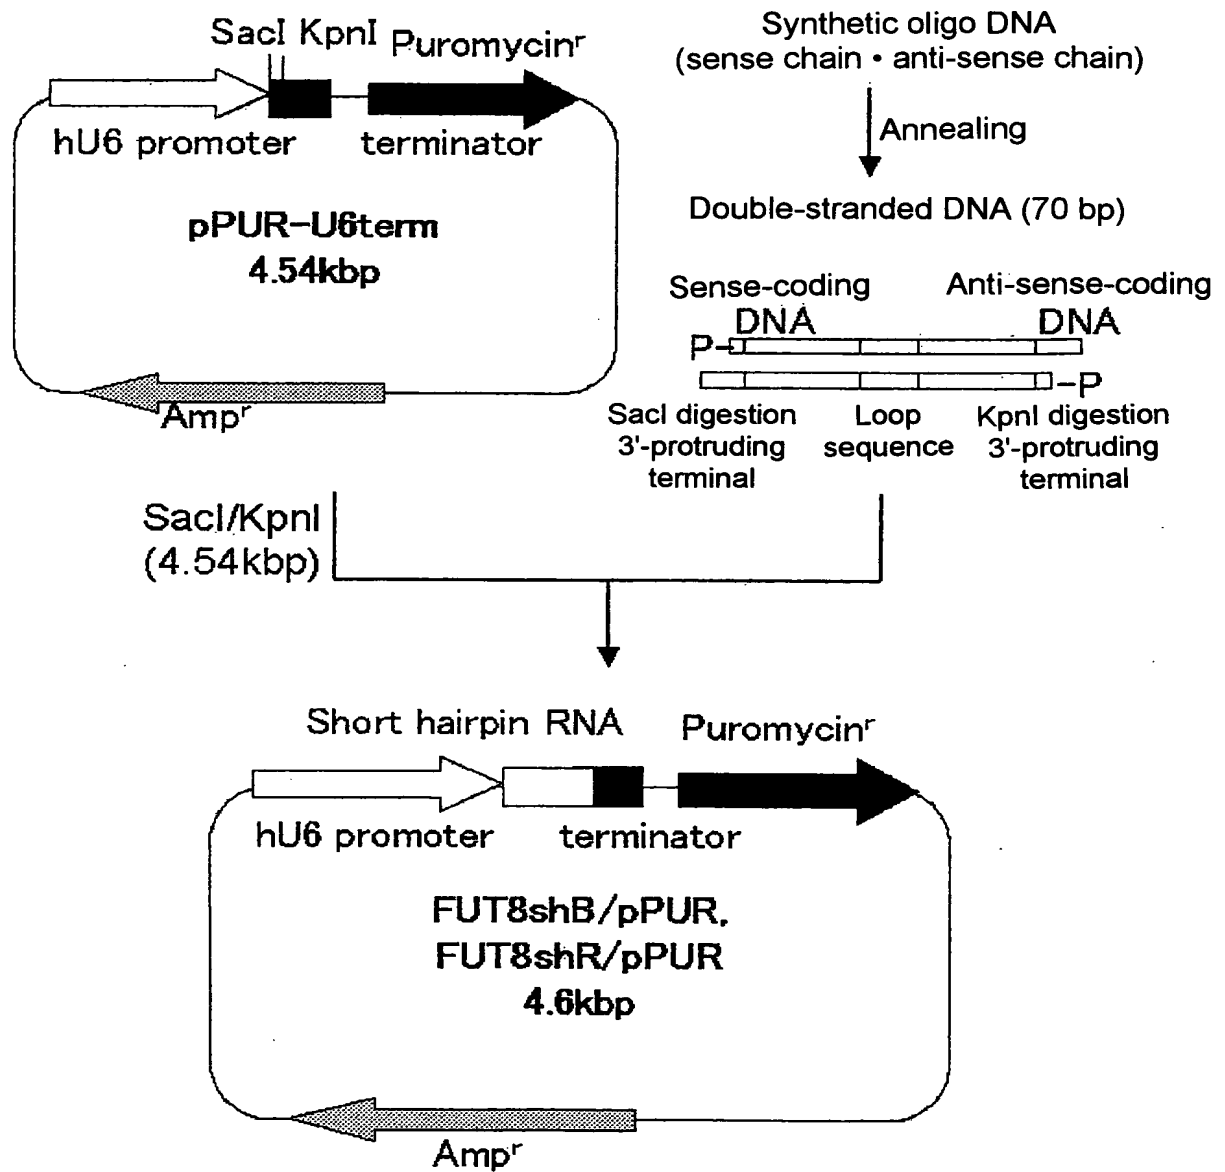 SacI KpnI Puromycinʳ
hU6 promoter terminator
pPUR-U6term
4.54kbp
Ampʳ
Synthetic oligo DNA
(sense chain • anti-sense chain)
Annealing
Double-stranded DNA (70 bp)
Sense-coding Anti-sense-coding
DNA DNA
P-
-P
SacI digestion Loop KpnI digestion
3'-protruding sequence 3'-protruding
terminal terminal
SacI/KpnI
(4.54kbp)
Short hairpin RNA Puromycinʳ
hU6 promoter terminator
FUT8shB/pPUR,
FUT8shR/pPUR
4.6kbp
Ampʳ